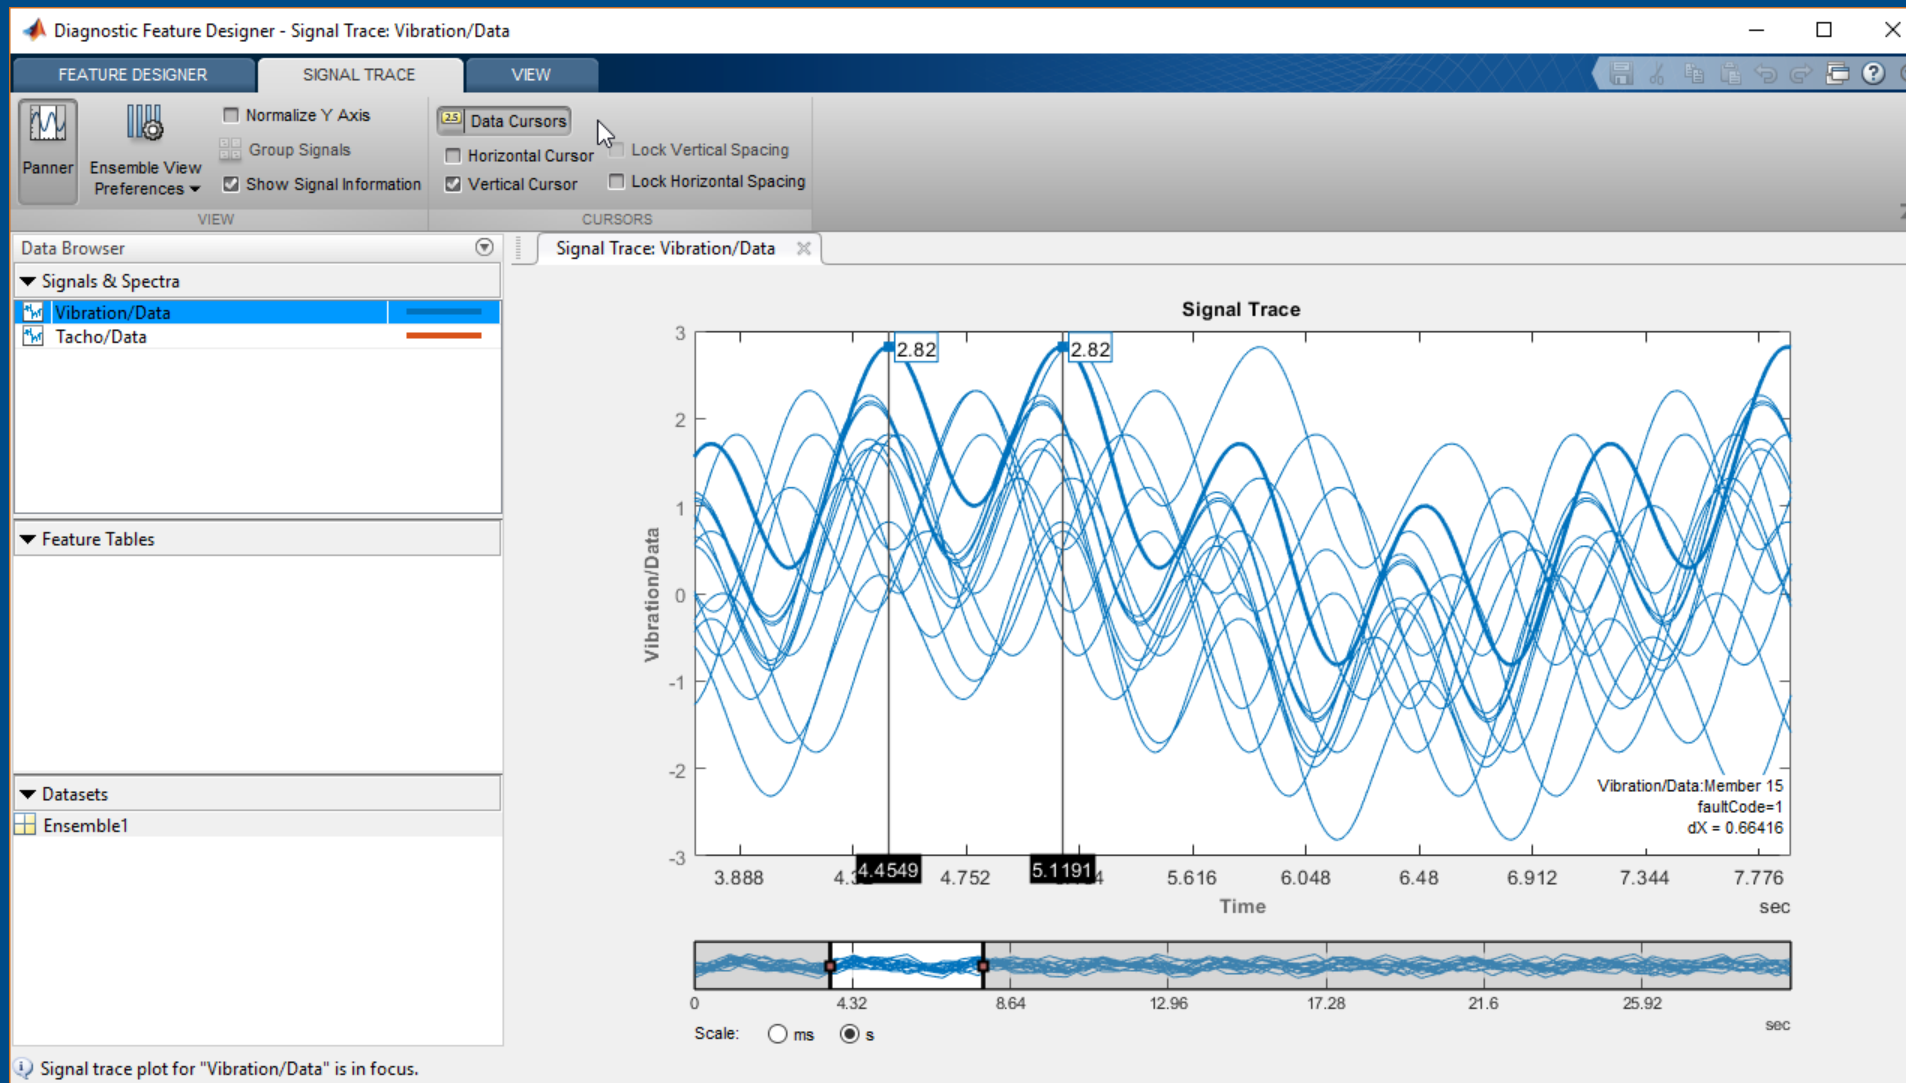 Diagnostic Feature Designer - Signal Trace: Vibration/Data
FEATURE DESIGNER SIGNAL TRACE VIEW
Panner
Ensemble View
Preferences
Normalize Y Axis
Group Signals
Show Signal Information
VIEW
2.5 Data Cursors
Horizontal Cursor
Vertical Cursor
Lock Vertical Spacing
Lock Horizontal Spacing
CURSORS
Data Browser
Signals & Spectra
Vibration/Data
Tacho/Data
Feature Tables
Datasets
Ensemble1
Signal Trace: Vibration/Data
Signal Trace
2.82 2.82
3
2
1
0
-1
-2
-3
Vibration/Data
Vibration/Data:Member 15
faultCode=1
dX = 0.66416
3.888 4.4549 4.752 5.1191 5.616 6.048 6.48 6.912 7.344 7.776
Time
sec
0 4.32 8.64 12.96 17.28 21.6 25.92
sec
Scale: ms s
Signal trace plot for "Vibration/Data" is in focus.